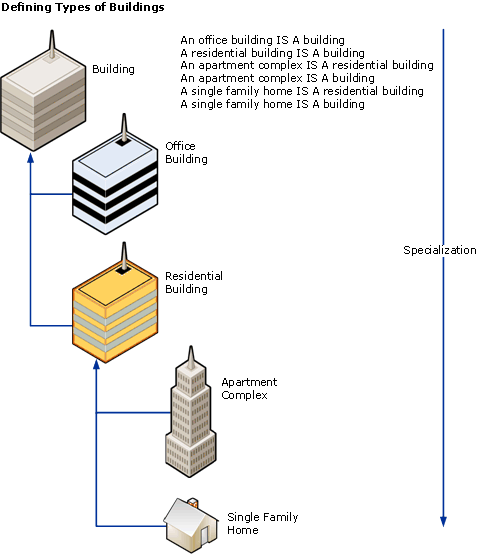 Defining Types of Buildings
An office building IS A building
A residential building IS A building
An apartment complex IS A residential building
An apartment complex IS A building
A single family home IS A residential building
A single family home IS A building
Building
Office
Building
Specialization
Residential
Building
Apartment
Complex
Single Family
Home